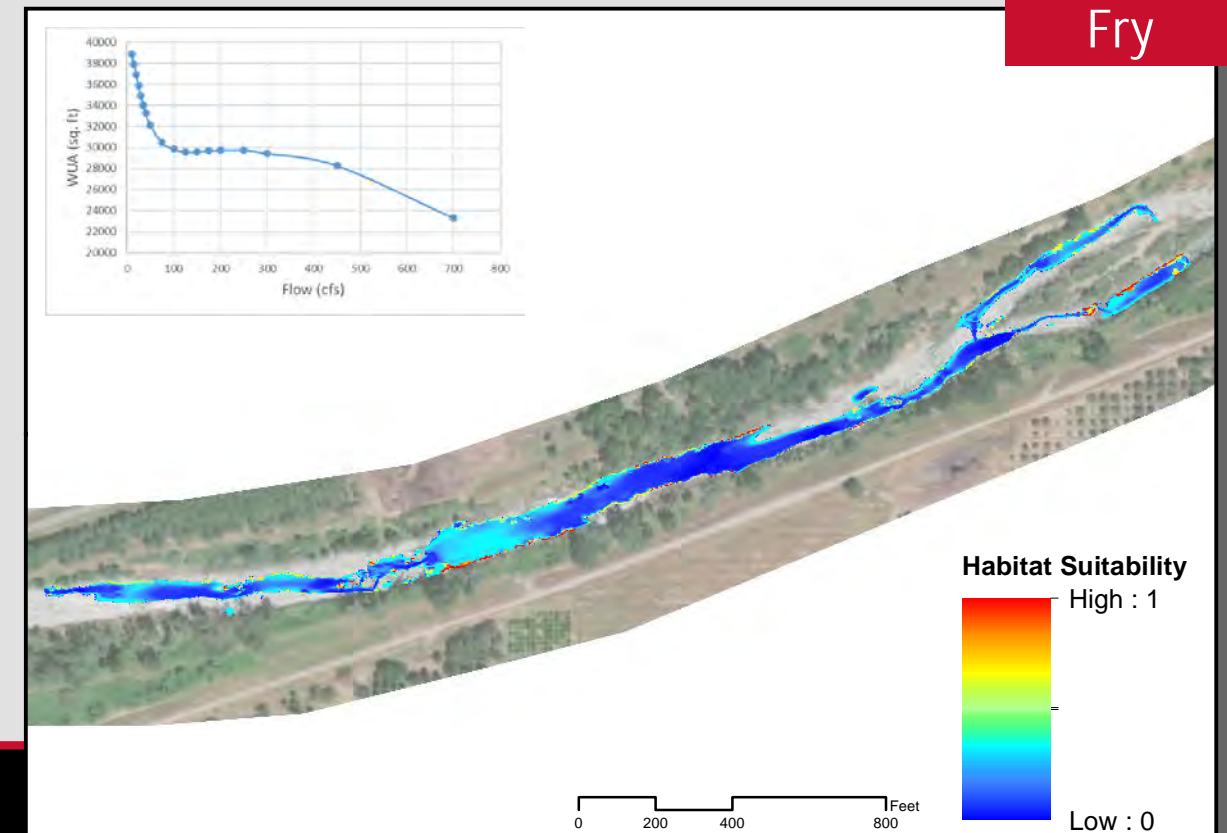 Fry
40000
38000
36000
34000
32000
30000
28000
26000
24000
22000
20000
WUA (sq. ft)
0 100 200 300 400 500 600 700 800
Flow (cfs)
Habitat Suitability
High : 1
Low : 0
Feet
0 200 400 800